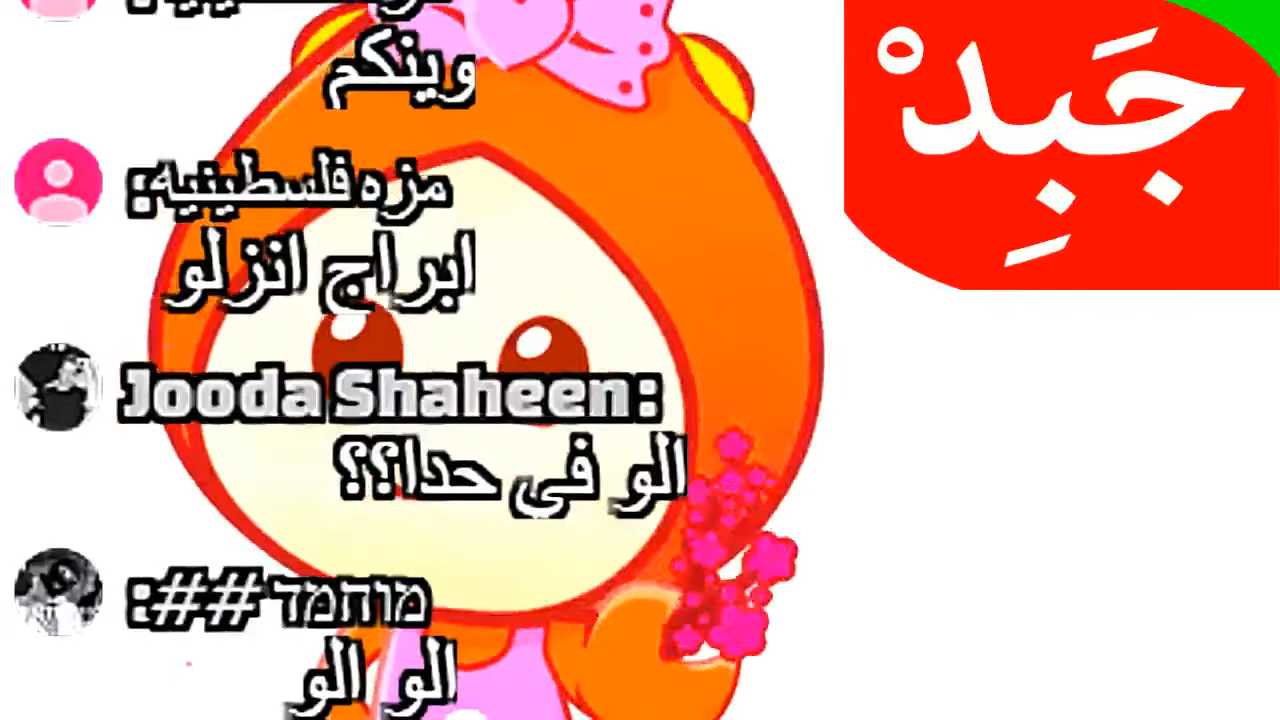 وينكم
جَبِدْ
مزه فلسطينيه:
ابراج انزلو
Jooda Shaheen:
الو في حدا؟؟
מוחמד ##:
الو الو